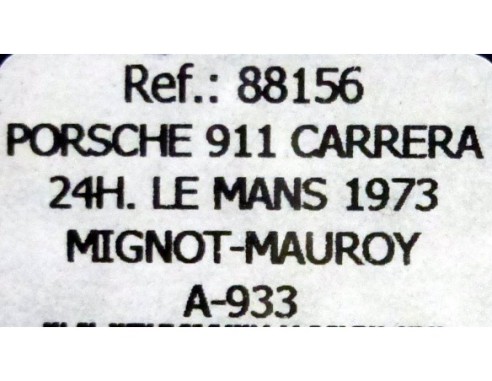 Ref.: 88156
PORSCHE 911 CARRERA
24H. LE MANS 1973
MIGNOT-MAUROY
A-933